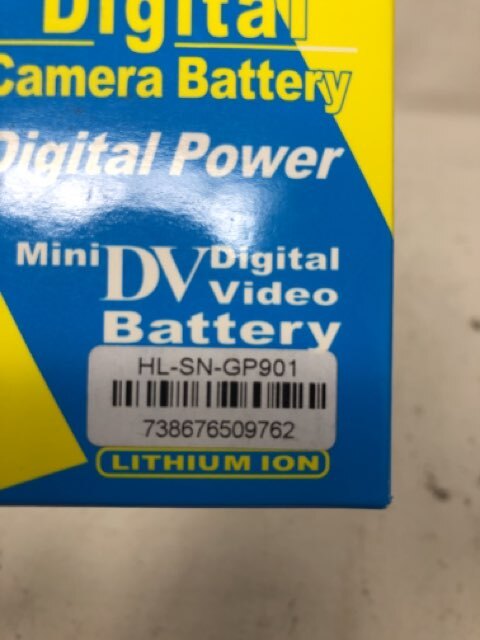 Digital
Camera Battery
Digital Power
Mini DV Digital Video
Battery
HL-SN-GP901
738676509762
LITHIUM ION